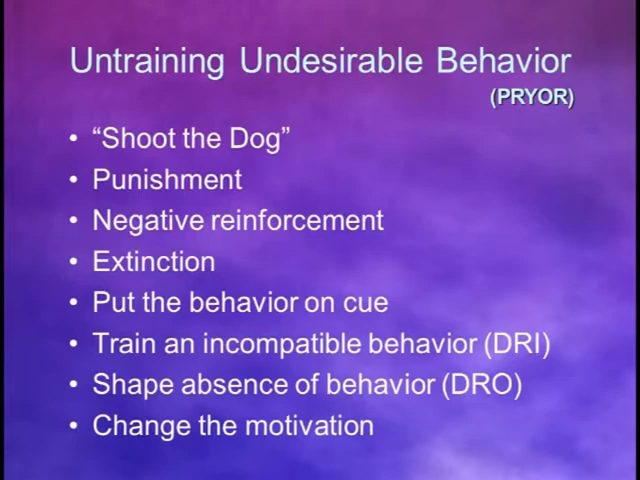 Untraining Undesirable Behavior
(PRYOR)
• “Shoot the Dog”
• Punishment
• Negative reinforcement
• Extinction
• Put the behavior on cue
• Train an incompatible behavior (DRI)
• Shape absence of behavior (DRO)
• Change the motivation